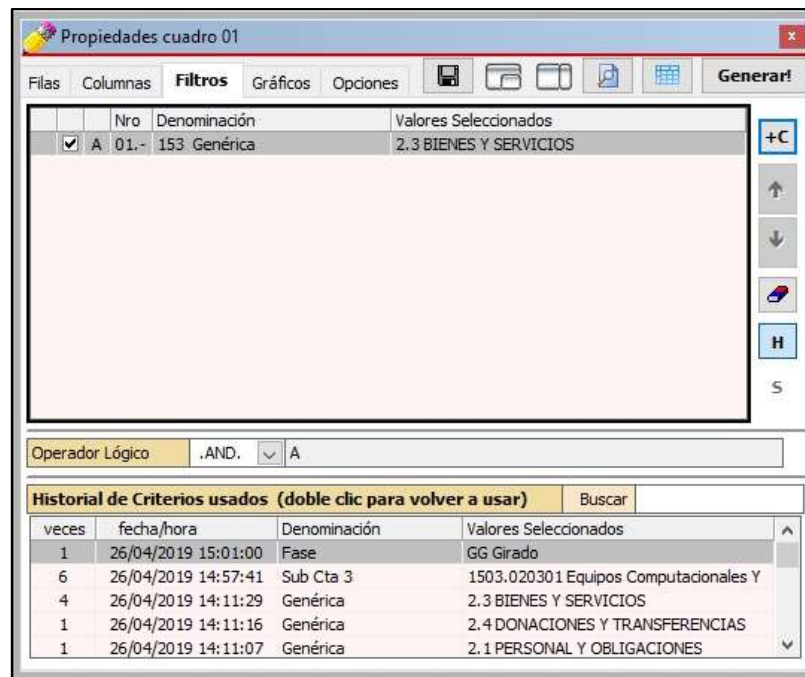 Propiedades cuadro 01
x
Filas Columnas Filtros Gráficos Opciones Generar!
Nro Denominación Valores Seleccionados
A 01.- 153 Genérica 2.3 BIENES Y SERVICIOS
+C
H
S
Operador Lógico .AND. A
Historial de Criterios usados (doble clic para volver a usar) Buscar
veces fecha/hora Denominación Valores Seleccionados
1 26/04/2019 15:01:00 Fase GG Girado
6 26/04/2019 14:57:41 Sub Cta 3 1503.020301 Equipos Computacionales Y
4 26/04/2019 14:11:29 Genérica 2.3 BIENES Y SERVICIOS
1 26/04/2019 14:11:16 Genérica 2.4 DONACIONES Y TRANSFERENCIAS
1 26/04/2019 14:11:07 Genérica 2.1 PERSONAL Y OBLIGACIONES